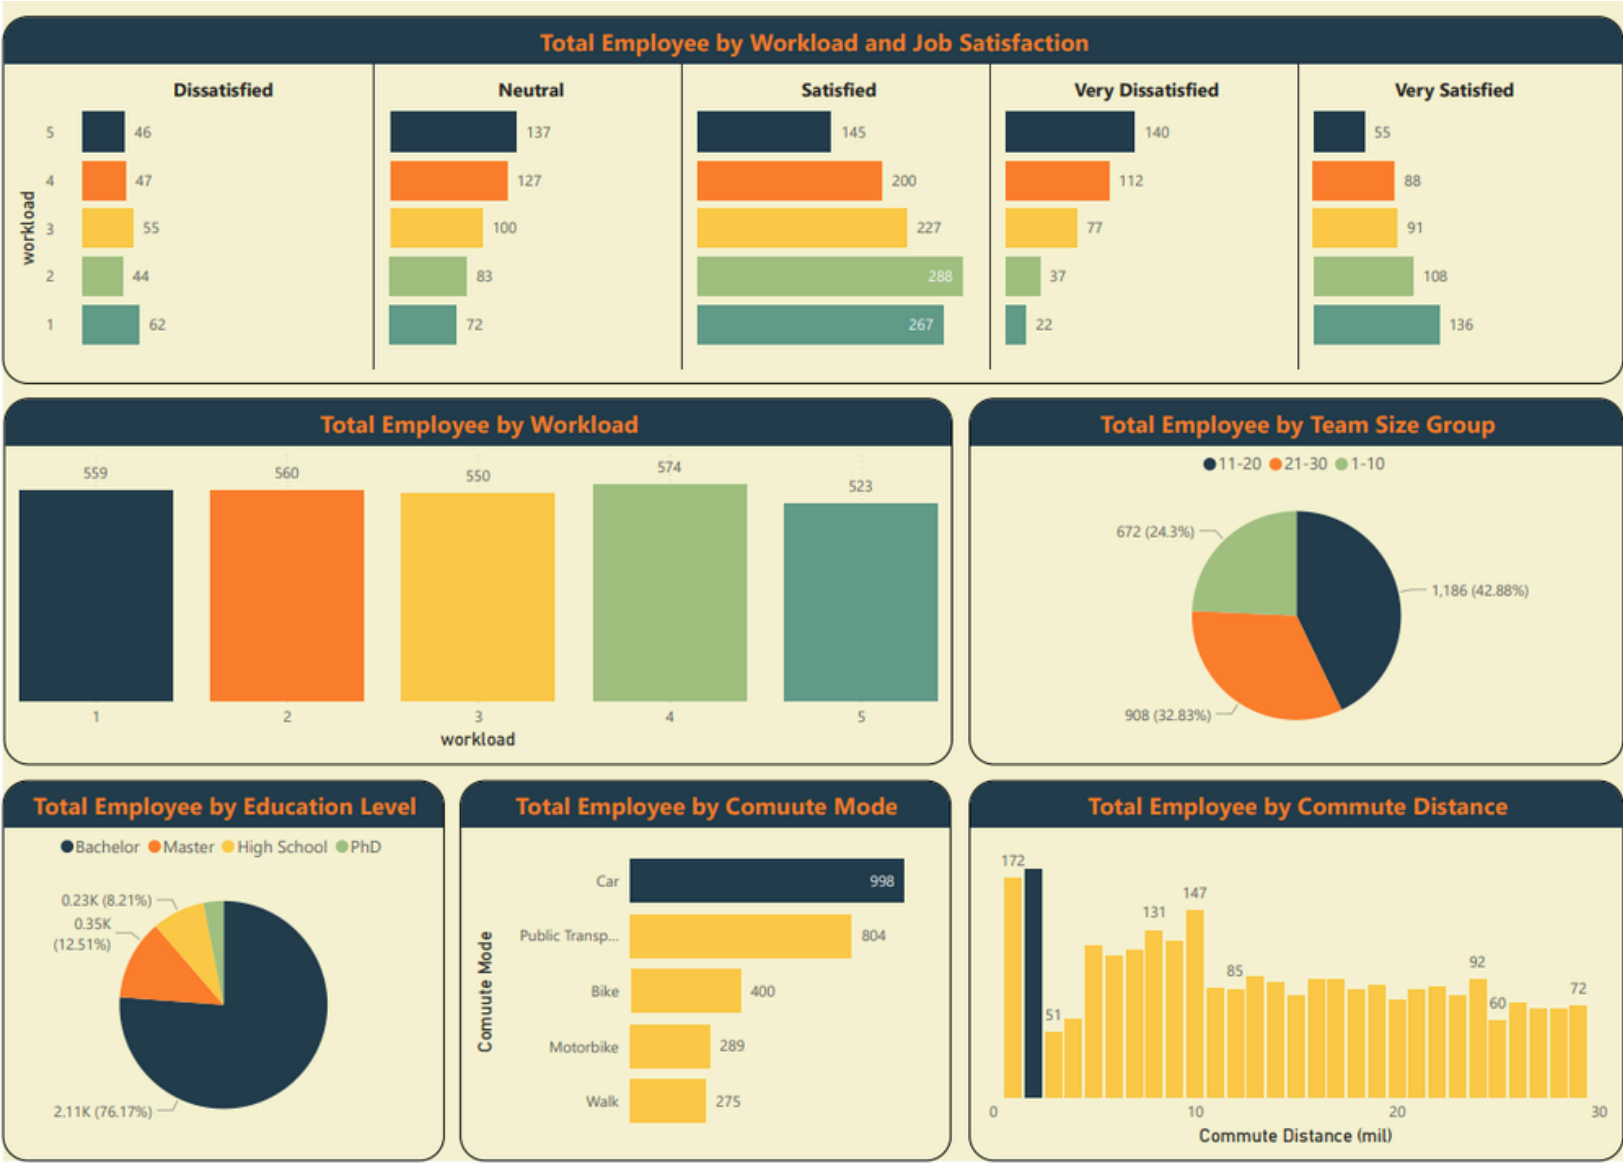 Total Employee by Workload and Job Satisfaction
Dissatisfied Neutral Satisfied Very Dissatisfied Very Satisfied
workload
5 46 137 145 140 55
4 47 127 200 112 88
3 55 100 227 77 91
2 44 83 288 37 108
1 62 72 267 22 136
Total Employee by Workload
559 560 550 574 523
1 2 3 4 5
workload
Total Employee by Team Size Group
11-20 21-30 1-10
672 (24.3%)
1,186 (42.88%)
908 (32.83%)
Total Employee by Education Level
Bachelor Master High School PhD
0.23K (8.21%)
0.35K
(12.51%)
2.11K (76.17%)
Total Employee by Comuute Mode
Comuute Mode
Car 998
Public Transp... 804
Bike 400
Motorbike 289
Walk 275
Total Employee by Commute Distance
172 51 131 147 85 92 60 72
0 10 20 30
Commute Distance (mil)